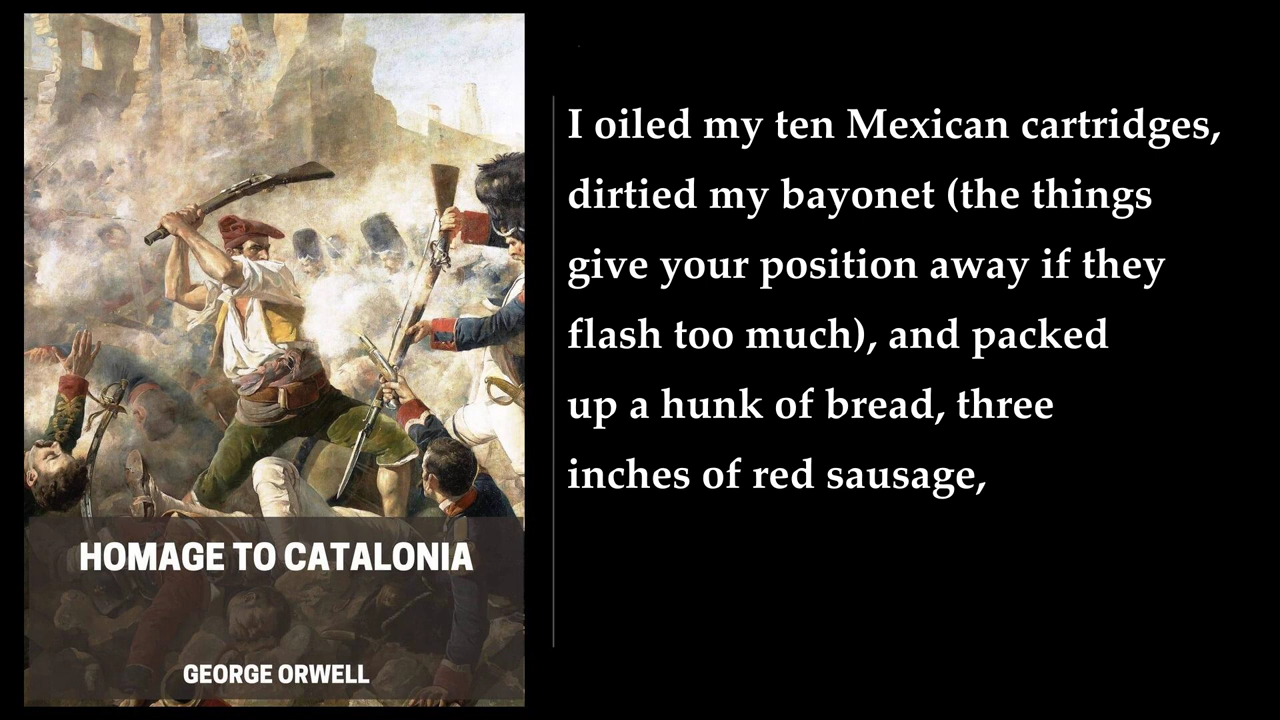 HOMAGE TO CATALONIA
GEORGE ORWELL
I oiled my ten Mexican cartridges,
dirtied my bayonet (the things
give your position away if they
flash too much), and packed
up a hunk of bread, three
inches of red sausage,